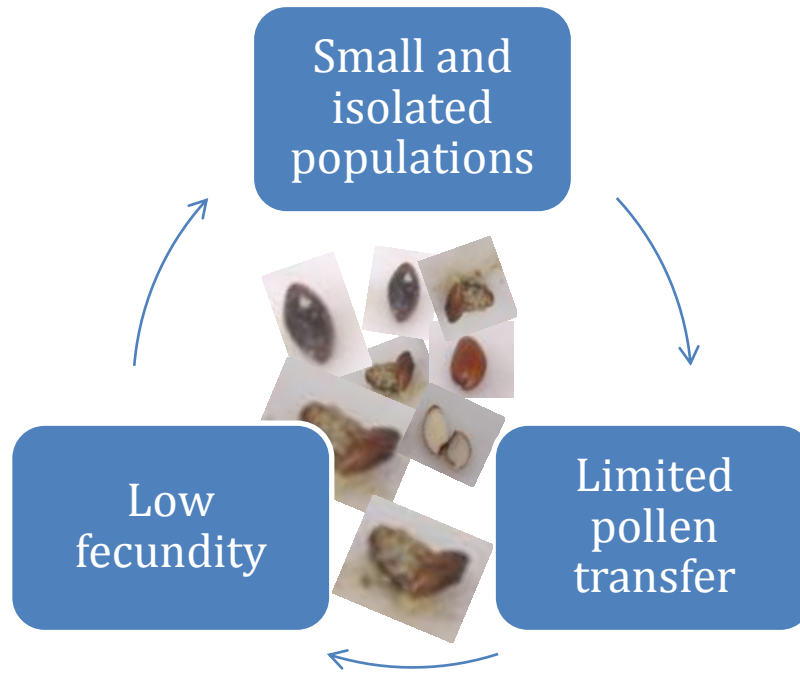 Small and
isolated
populations
Limited
pollen
transfer
Low
fecundity